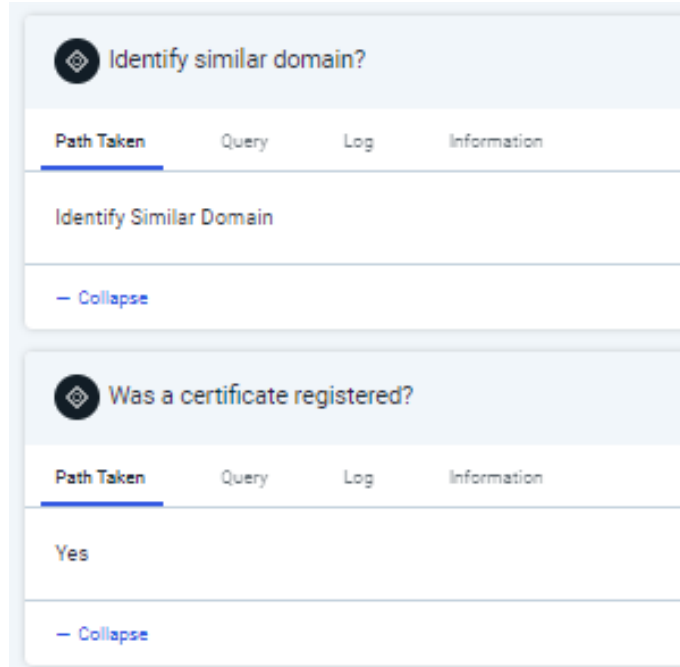 Identify similar domain?
Path Taken Query Log Information
Identify Similar Domain
— Collapse
Was a certificate registered?
Path Taken Query Log Information
Yes
— Collapse